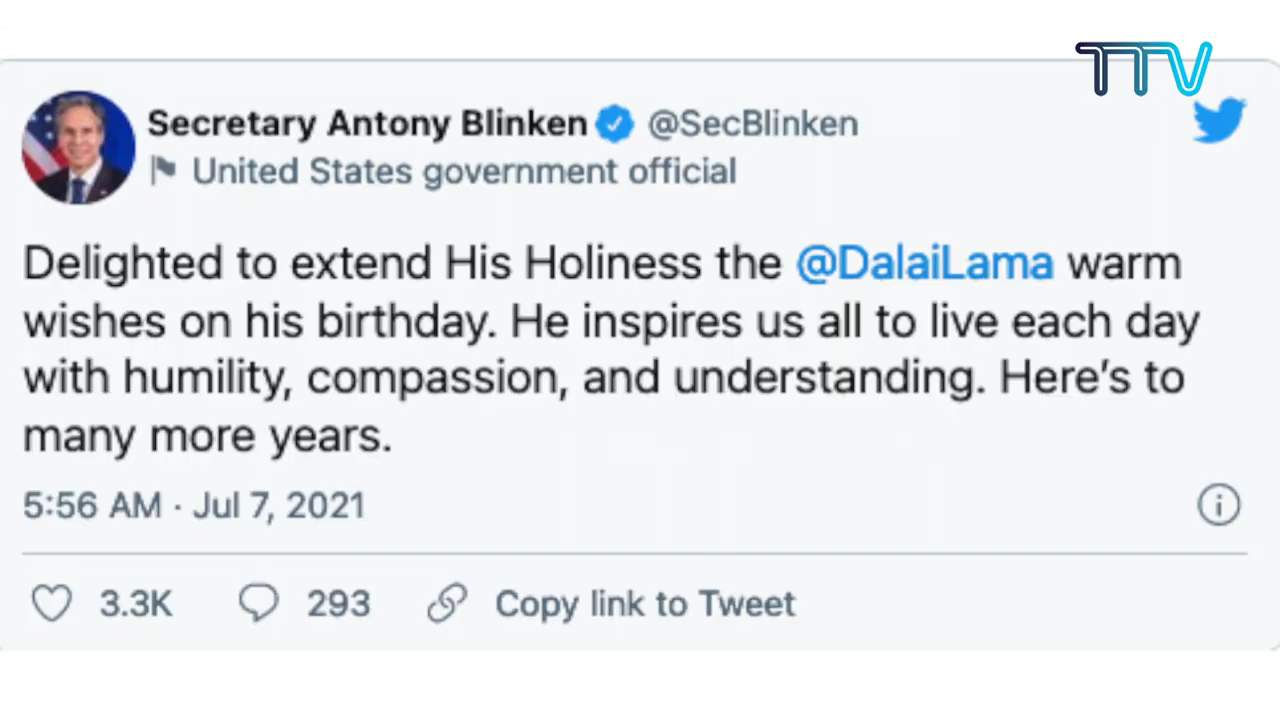 TTV
Secretary Antony Blinken @SecBlinken
United States government official
Delighted to extend His Holiness the @DalaiLama warm
wishes on his birthday. He inspires us all to live each day
with humility, compassion, and understanding. Here’s to
many more years.
5:56 AM · Jul 7, 2021
3.3K 293 Copy link to Tweet